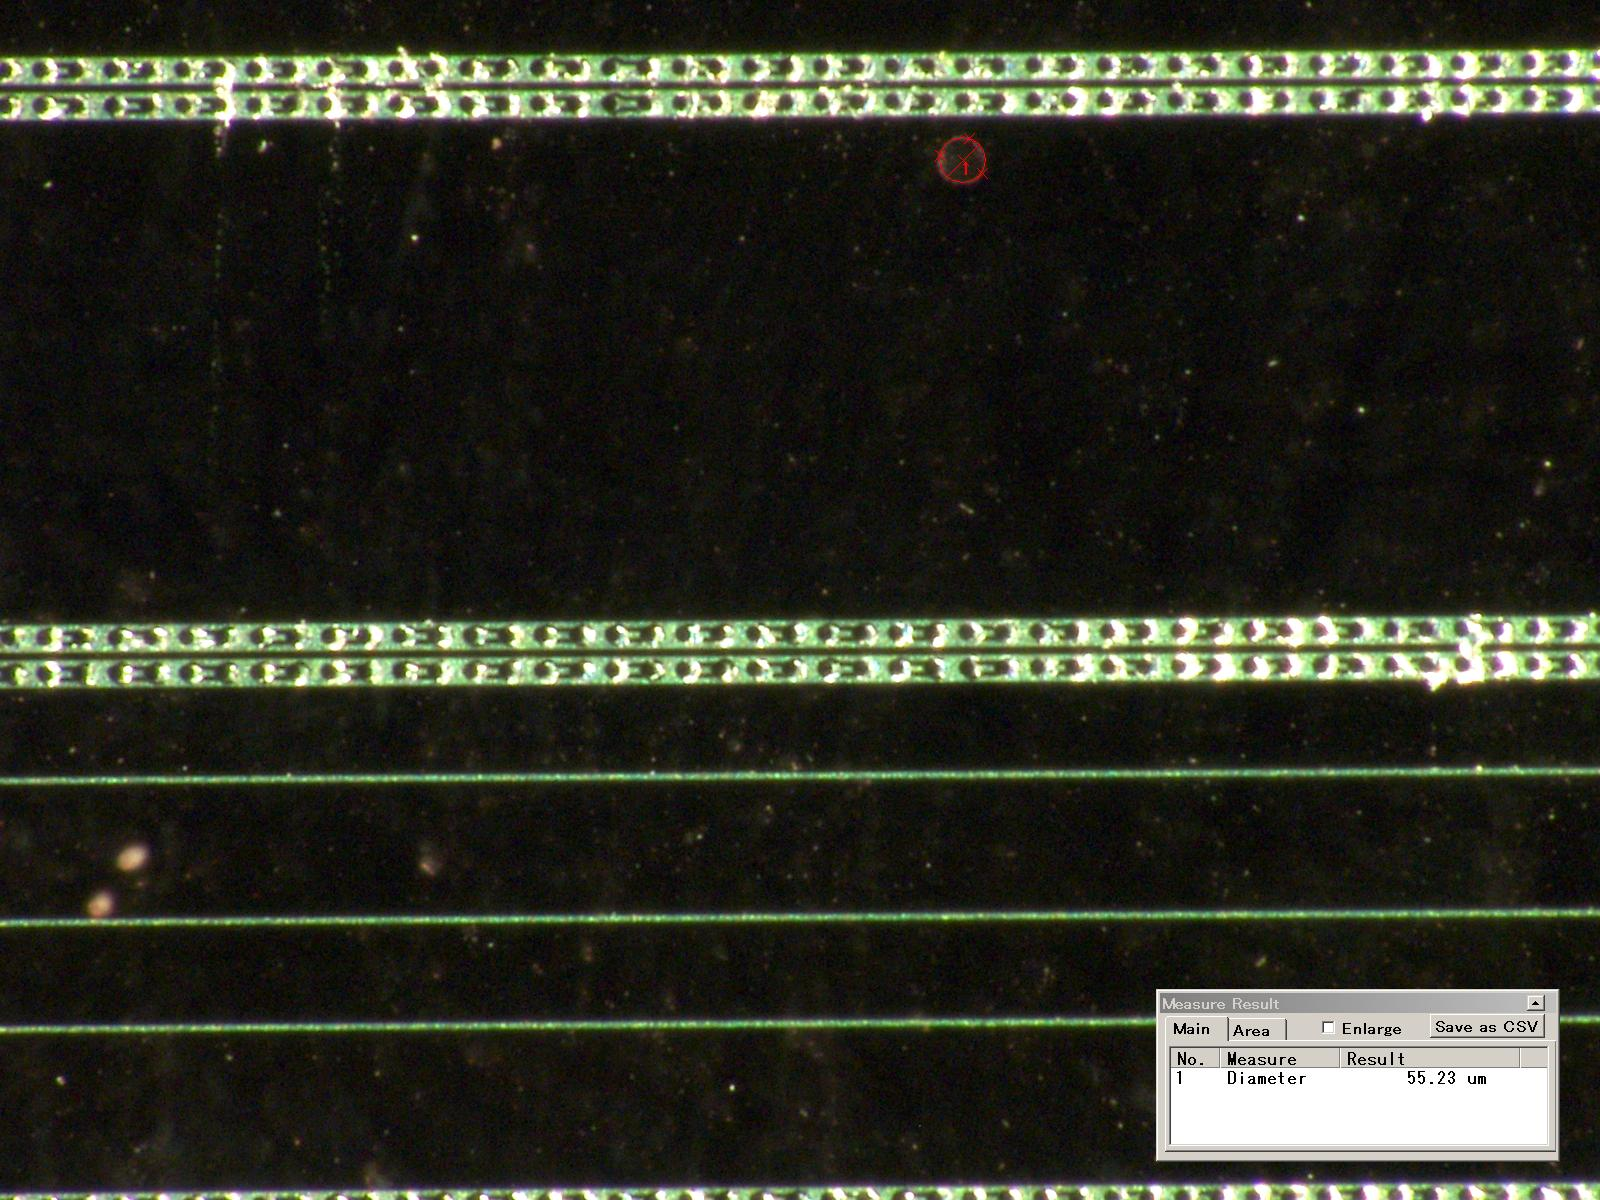 1
Measure Result
Main Area Enlarge Save as CSV
No. Measure Result
1 Diameter 55.23 um